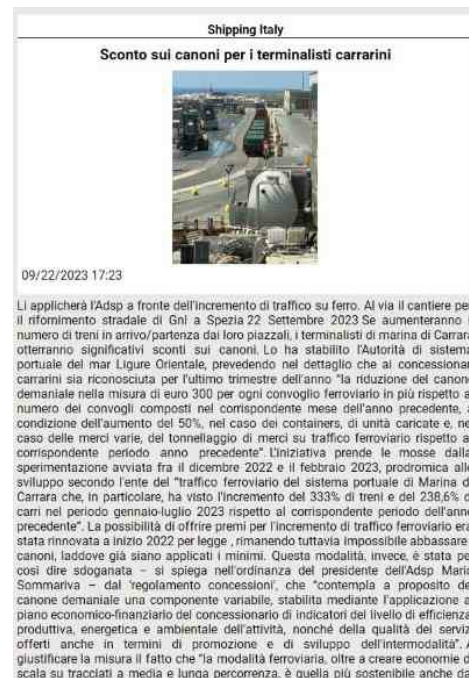 Shipping Italy
Sconto sui canoni per i terminalisti carrarini
09/22/2023 17:23
Li applicherà l'Adsp a fronte dell'incremento di traffico su ferro. Al via il cantiere per
il rifornimento stradale di Gnl a Spezia 22 Settembre 2023 Se aumenteranno i
numero di treni in arrivo/partenza dai loro piazzali, i terminalisti di marina di Carrara
otterranno significativi sconti sui canoni. Lo ha stabilito l'Autorità di sistema
portuale del mar Ligure Orientale, prevedendo nel dettaglio che ai concessionar
carrarini sia riconosciuta per l'ultimo trimestre dell'anno "la riduzione del canone
demaniale nella misura di euro 300 per ogni convoglio ferroviario in più rispetto a
numero dei convogli composti nel corrispondente mese dell'anno precedente, a
condizione dell'aumento del 50%, nel caso dei containers, di unità caricate e, ne
caso delle merci varie, del tonnellaggio di merci su traffico ferroviario rispetto a
corrispondente periodo anno precedente". L'iniziativa prende le mosse dalla
sperimentazione avviata fra il dicembre 2022 e il febbraio 2023, prodromica allo
sviluppo secondo l'ente del "traffico ferroviario del sistema portuale di Marina d
Carrara che, in particolare, ha visto l'incremento del 333% di treni e del 238,6% d
carri nel periodo gennaio-luglio 2023 rispetto al corrispondente periodo dell'anno
precedente". La possibilità di offrire premi per l'incremento di traffico ferroviario era
stata rinnovata a inizio 2022 per legge , rimanendo tuttavia impossibile abbassare
canoni, laddove già siano applicati i minimi. Questa modalità, invece, è stata per
così dire sdoganata – si spiega nell'ordinanza del presidente dell'Adsp Mario
Sommariva – dal 'regolamento concessioni', che "contempla a proposito de
canone demaniale una componente variabile, stabilita mediante l'applicazione a
piano economico-finanziario del concessionario di indicatori del livello di efficienza
produttiva, energetica e ambientale dell'attività, nonché della qualità dei serviz
offerti anche in termini di promozione e di sviluppo dell'intermodalità". A
giustificare la misura il fatto che "la modalità ferroviaria, oltre a creare economie d
scala su tracciati a media e lunga percorrenza, è quella più sostenibile anche da